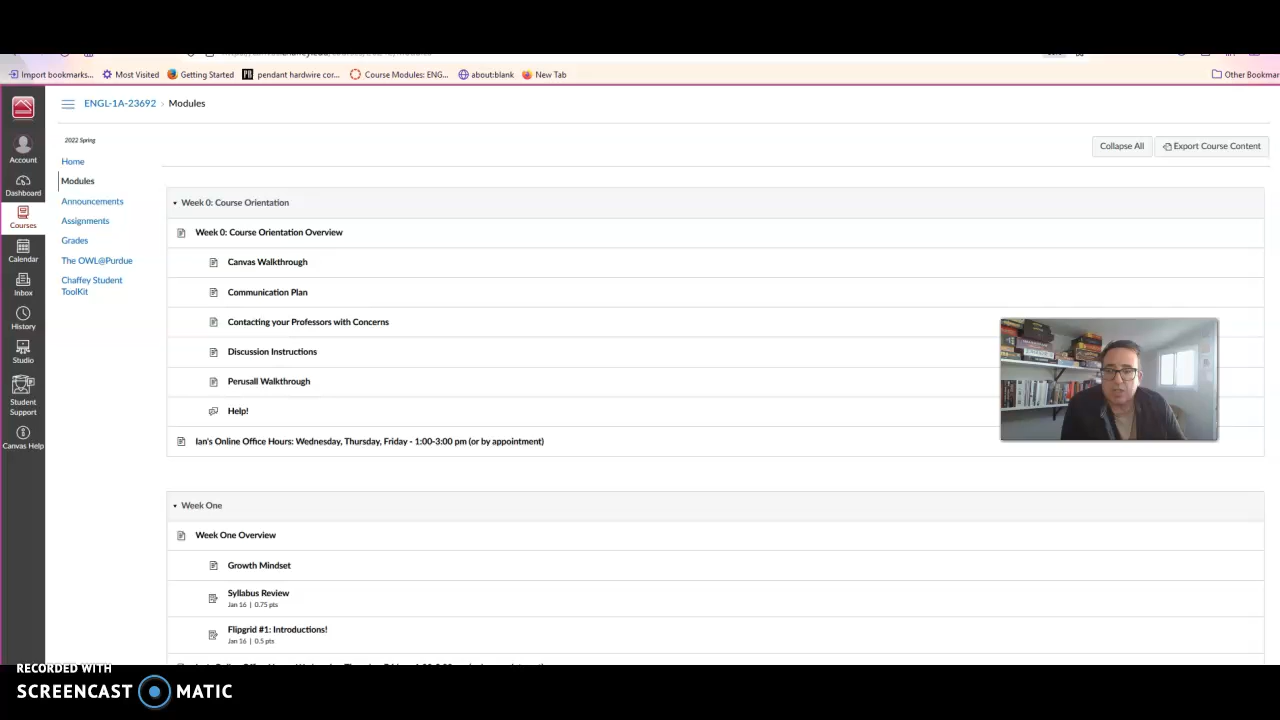 Import bookmarks...
Most Visited
Getting Started
PB
pendant hardwire cor...
Course Modules: ENG...
about:blank
New Tab
Other Bookmar
ENGL-1A-23692 › Modules
2022 Spring
Home
Modules
Announcements
Assignments
Grades
The OWL@Purdue
Chaffey Student
ToolKit
Account
Dashboard
Courses
Calendar
Inbox
History
Studio
Student
Support
Canvas Help
Collapse All
Export Course Content
Week 0: Course Orientation
Week 0: Course Orientation Overview
Canvas Walkthrough
Communication Plan
Contacting your Professors with Concerns
Discussion Instructions
Perusall Walkthrough
Help!
Ian's Online Office Hours: Wednesday, Thursday, Friday - 1:00-3:00 pm (or by appointment)
Week One
Week One Overview
Growth Mindset
Syllabus Review
Jan 16 | 0.75 pts
Flipgrid #1: Introductions!
Jan 16 | 0.5 pts
RECORDED WITH
SCREENCAST MATIC